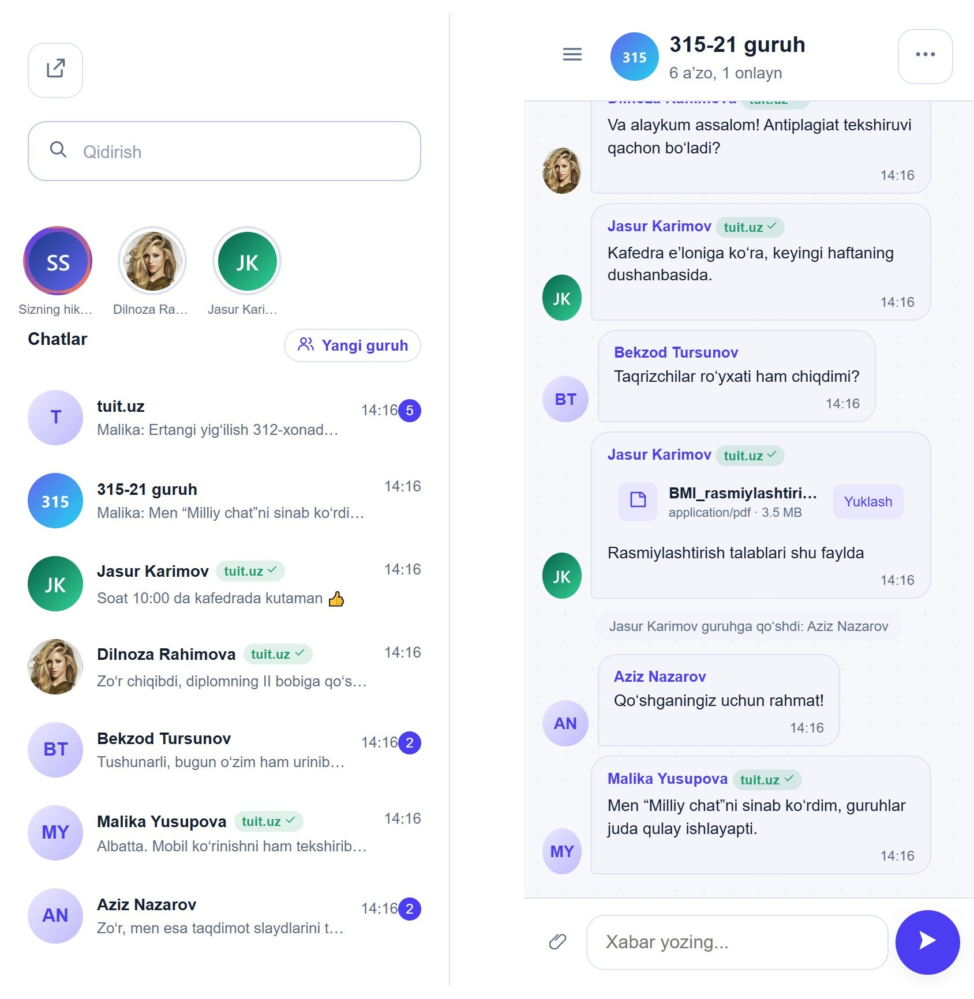 Qidirish
SS
JK
Sizning hik...
Dilnoza Ra...
Jasur Kari...
Chatlar
Yangi guruh
T
tuit.uz
14:16
5
Malika: Ertangi yig‘ilish 312-xonad...
315
315-21 guruh
14:16
Malika: Men “Milliy chat”ni sinab ko‘rdi...
JK
Jasur Karimov tuit.uz ✓
14:16
Soat 10:00 da kafedrada kutaman 👍
Dilnoza Rahimova tuit.uz ✓
14:16
Zo‘r chiqibdi, diplomning II bobiga qo‘s...
BT
Bekzod Tursunov
14:16
2
Tushunarli, bugun o‘zim ham urinib...
MY
Malika Yusupova tuit.uz ✓
14:16
Albatta. Mobil ko‘rinishni ham tekshirib...
AN
Aziz Nazarov
14:16
2
Zo‘r, men esa taqdimot slaydlarini t...
315
315-21 guruh
6 a’zo, 1 onlayn
Dilnoza Rahimova tuit.uz
Va alaykum assalom! Antiplagiat tekshiruvi
qachon bo‘ladi?
14:16
Jasur Karimov tuit.uz ✓
Kafedra e’loniga ko‘ra, keyingi haftaning
dushanbasida.
14:16
JK
Bekzod Tursunov
Taqrizchilar ro‘yxati ham chiqdimi?
14:16
BT
Jasur Karimov tuit.uz ✓
BMI_rasmiylashtiri...
application/pdf · 3.5 MB
Yuklash
Rasmiylashtirish talablari shu faylda
14:16
JK
Jasur Karimov guruhga qo‘shdi: Aziz Nazarov
Aziz Nazarov
Qo‘shganingiz uchun rahmat!
14:16
AN
Malika Yusupova tuit.uz ✓
Men “Milliy chat”ni sinab ko‘rdim, guruhlar
juda qulay ishlayapti.
14:16
MY
Xabar yozing...